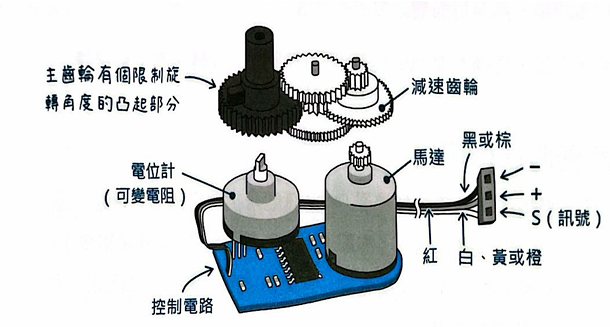 主齒輪有個限制旋
轉角度的凸起部分
減速齒輪
黑或棕
馬達
電位計
(可變電阻)
−
+
S(訊號)
紅
白、黃或橙
控制電路